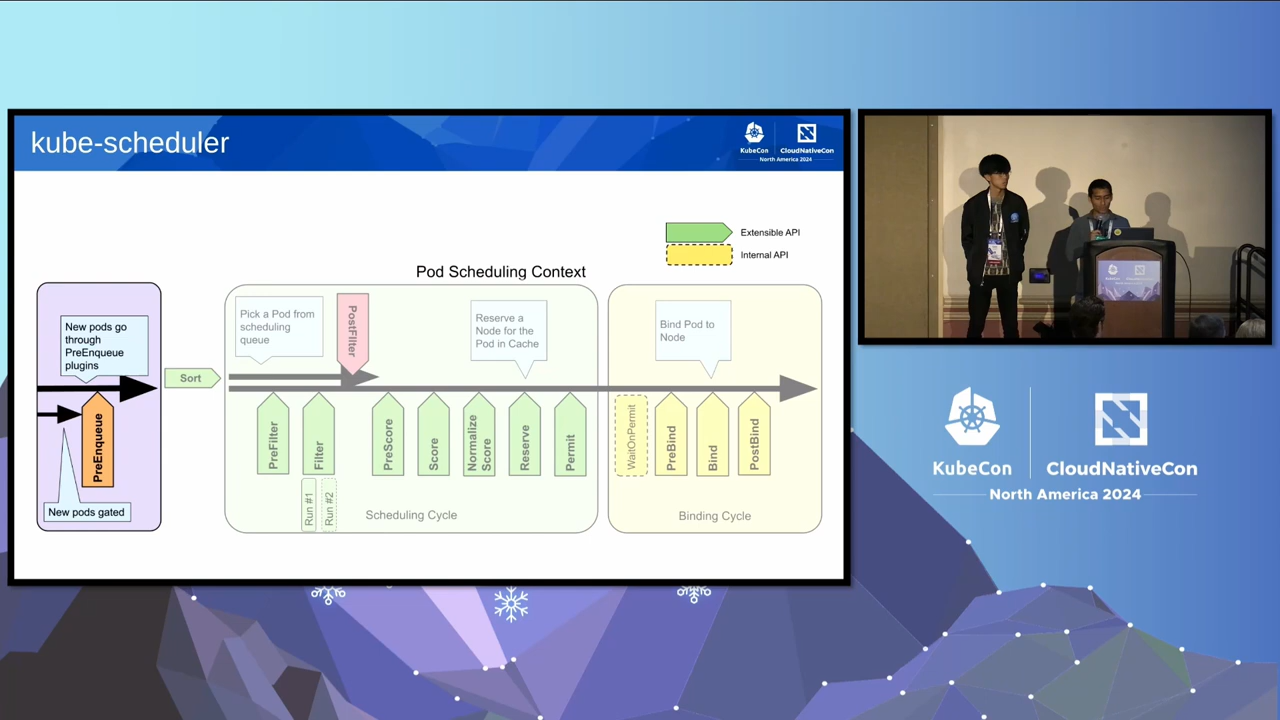 kube-scheduler
KubeCon
CloudNativeCon
North America 2024
Extensible API
Internal API
Pod Scheduling Context
New pods go
through
PreEnqueue
plugins
PreEnqueue
New pods gated
Sort
Pick a Pod from
scheduling
queue
PostFilter
Reserve a
Node for the
Pod in Cache
PreFilter
Filter
Run #1
Run #2
PreScore
Score
Normalize
Score
Reserve
Permit
Scheduling Cycle
Bind Pod to
Node
WaitOnPermit
PreBind
Bind
PostBind
Binding Cycle
KubeCon
CloudNativeCon
North America 2024